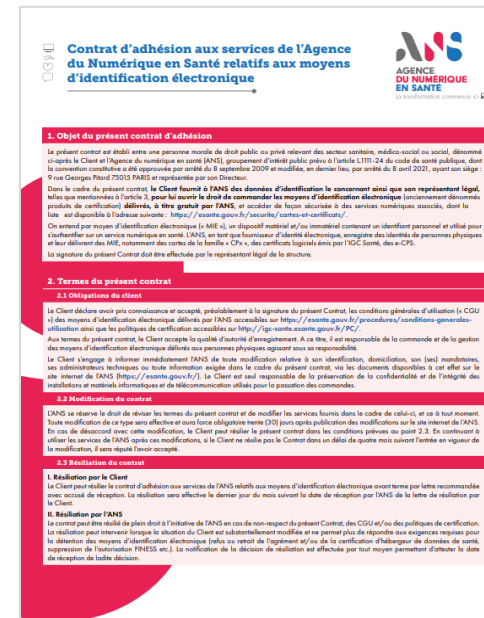 Contrat d'adhésion aux services de l'Agence
du Numérique en Santé relatifs aux moyens
d'identification électronique
ANS
AGENCE
DU NUMÉRIQUE
EN SANTÉ
La transformation commence ici
1. Objet du présent contrat d'adhésion
Le présent contrat est établi entre une personne morale de droit public ou privé relevant des secteur sanitaire, médico-social ou social, dénommé
ci-après le Client et l'Agence du numérique en santé (ANS), groupement d'intérêt public prévu à l'article L.1111-24 du code de santé publique, dont
la convention constitutive a été approuvée par arrêté du 8 septembre 2009 et modifiée, en dernier lieu, par arrêté du 8 avril 2021, ayant son siège :
9 rue Georges Pitard 75015 PARIS et représentée par son Directeur.
Dans le cadre du présent contrat, le Client fournit à l'ANS des données d'identification le concernant ainsi que son représentant légal,
telles que mentionnées à l'article 3, pour lui ouvrir le droit de commander les moyens d'identification électronique (anciennement dénommés
produits de certification) délivrés, à titre gratuit par l'ANS, et accéder de façon sécurisée à des services numériques associés, dont la
liste est disponible à l'adresse suivante : https://esante.gouv.fr/securite/cartes-et-certificats/.
On entend par moyen d'identification électronique (« MIE »), un dispositif matériel et/ou immatériel contenant un identifiant personnel et utilisé pour
s'authentifier sur un service numérique en santé. L'ANS, en tant que fournisseur d'identité électronique, enregistre des identités de personnes physiques
et leur délivrent des MIE, notamment des cartes de la famille « CPx », des certificats logiciels émis par l'IGC Santé, des e-CPS.
La signature du présent Contrat doit être effectuée par le représentant légal de la structure.
2. Termes du présent contrat
2.1 Obligations du client
Le Client déclare avoir pris connaissance et accepté, préalablement à la signature du présent Contrat, les conditions générales d'utilisation (« CGU
») des moyens d'identification électronique délivrés par l'ANS accessibles sur https://esante.gouv.fr/procedures/conditions-generales-
utilisation ainsi que les politiques de certification accessibles sur http://igc-sante.esante.gouv.fr/PC/.
Aux termes du présent contrat, le Client accepte la qualité d'autorité d'enregistrement. A ce titre, il est responsable de la commande et de la gestion
des moyens d'identification électronique délivrés aux personnes physiques agissant sous sa responsabilité.
Le Client s'engage à informer immédiatement l'ANS de toute modification relative à son identification, domiciliation, son (ses) mandataires,
ses administrateurs techniques ou toute information exigée dans le cadre du présent contrat, via les documents disponibles à cet effet sur le
site internet de l'ANS (https://esante.gouv.fr/). Le Client est seul responsable de la préservation de la confidentialité et de l'intégrité des
installations et matériels informatiques et de télécommunication utilisés pour la passation des commandes.
2.2 Modification du contrat
L'ANS se réserve le droit de réviser les termes du présent contrat et de modifier les services fournis dans le cadre de celui-ci, et ce à tout moment.
Toute modification de ce type sera effective et aura force obligatoire trente (30) jours après publication des modifications sur le site internet de l'ANS.
En cas de désaccord avec cette modification, le Client peut résilier le présent contrat dans les conditions prévues au point 2.3. En continuant à
utiliser les services de l'ANS après ces modifications, si le Client ne résilie pas le Contrat dans un délai de quatre mois suivant l'entrée en vigueur de
la modification, il sera réputé l'avoir accepté.
2.3 Résiliation du contrat
I. Résiliation par le Client
Le Client peut résilier le contrat d'adhésion aux services de l'ANS relatifs aux moyens d'identification électronique avant terme par lettre recommandée
avec accusé de réception. La résiliation sera effective le dernier jour du mois suivant la date de réception par l'ANS de la lettre de résiliation par
le Client.
II. Résiliation par l'ANS
Le contrat peut être résilié de plein droit à l'initiative de l'ANS en cas de non-respect du présent Contrat, des CGU et/ou des politiques de certification.
La résiliation peut intervenir lorsque la situation du Client est substantiellement modifiée et ne permet plus de répondre aux exigences requises pour
la détention des moyens d'identification électronique (refus ou retrait de l'agrément et/ou de la certification d'hébergeur de données de santé,
suppression de l'autorisation FINESS etc.). La notification de la décision de résiliation est effectuée par tout moyen permettant d'attester la date
de réception de ladite décision.